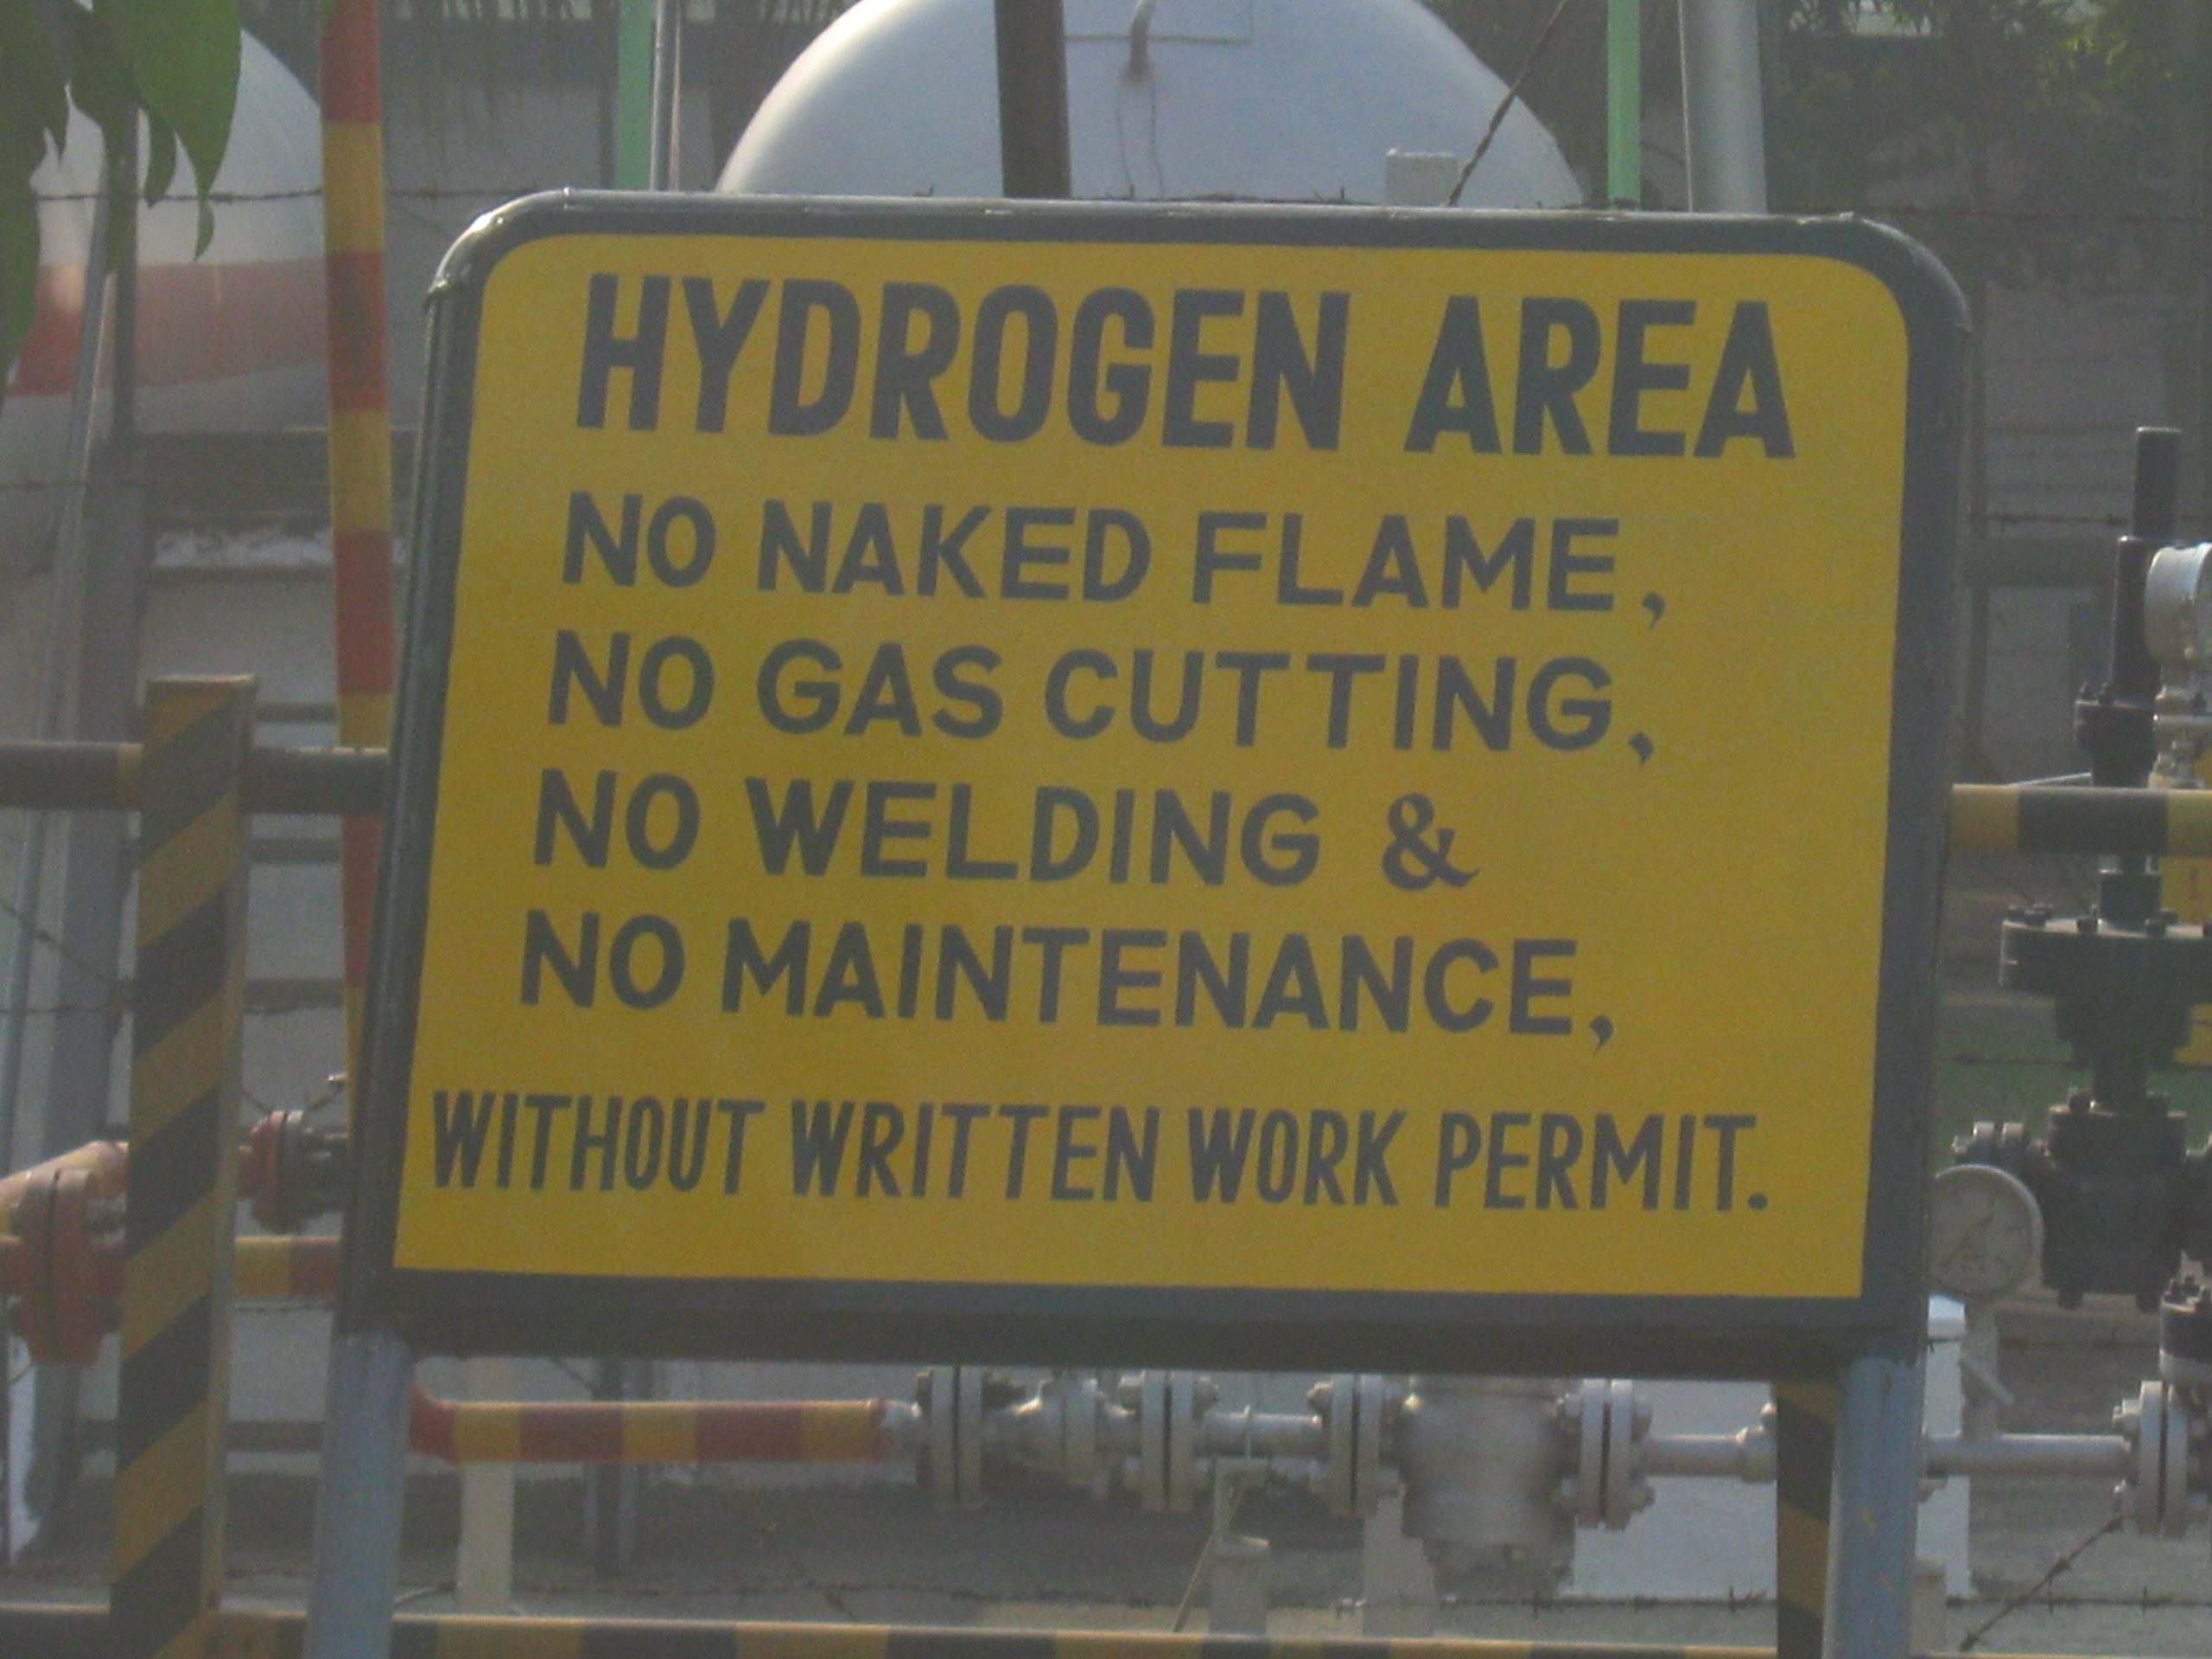 HYDROGEN AREA
NO NAKED FLAME,
NO GAS CUTTING,
NO WELDING &
NO MAINTENANCE,
WITHOUT WRITTEN WORK PERMIT.